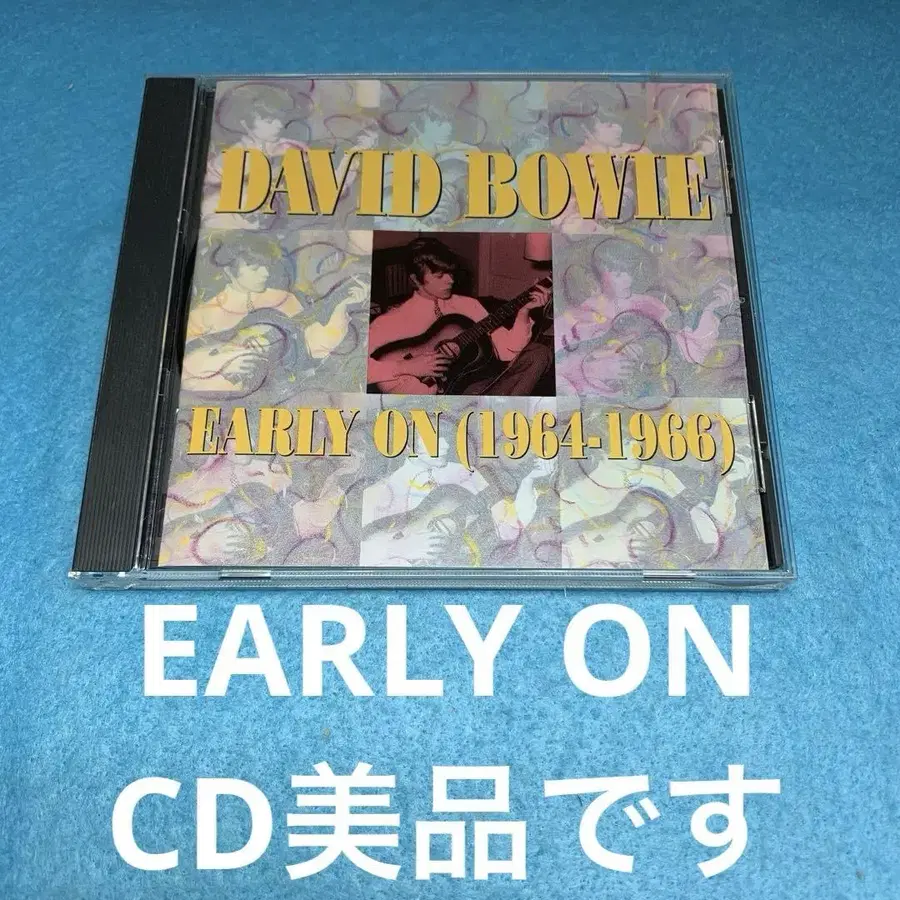 DAVID BOWIE
EARLY ON (1964-1966)
EARLY ON
CD美品です